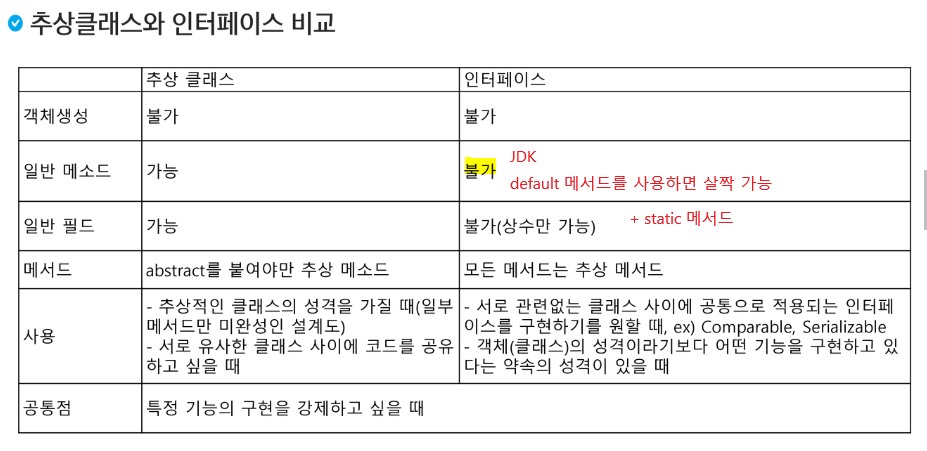 추상클래스와 인터페이스 비교
추상 클래스 인터페이스
객체생성 불가 불가
일반 메소드 가능 불가 JDK
default 메서드를 사용하면 살짝 가능
일반 필드 가능 불가(상수만 가능) + static 메서드
메서드 abstract를 붙여야만 추상 메소드 모든 메서드는 추상 메서드
사용
- 추상적인 클래스의 성격을 가질 때(일부
메서드만 미완성인 설계도)
- 서로 유사한 클래스 사이에 코드를 공유
하고 싶을 때
- 서로 관련없는 클래스 사이에 공통으로 적용되는 인터페
이스를 구현하기를 원할 때, ex) Comparable, Serializable
- 객체(클래스)의 성격이라기보다 어떤 기능을 구현하고 있
다는 약속의 성격이 있을 때
공통점 특정 기능의 구현을 강제하고 싶을 때